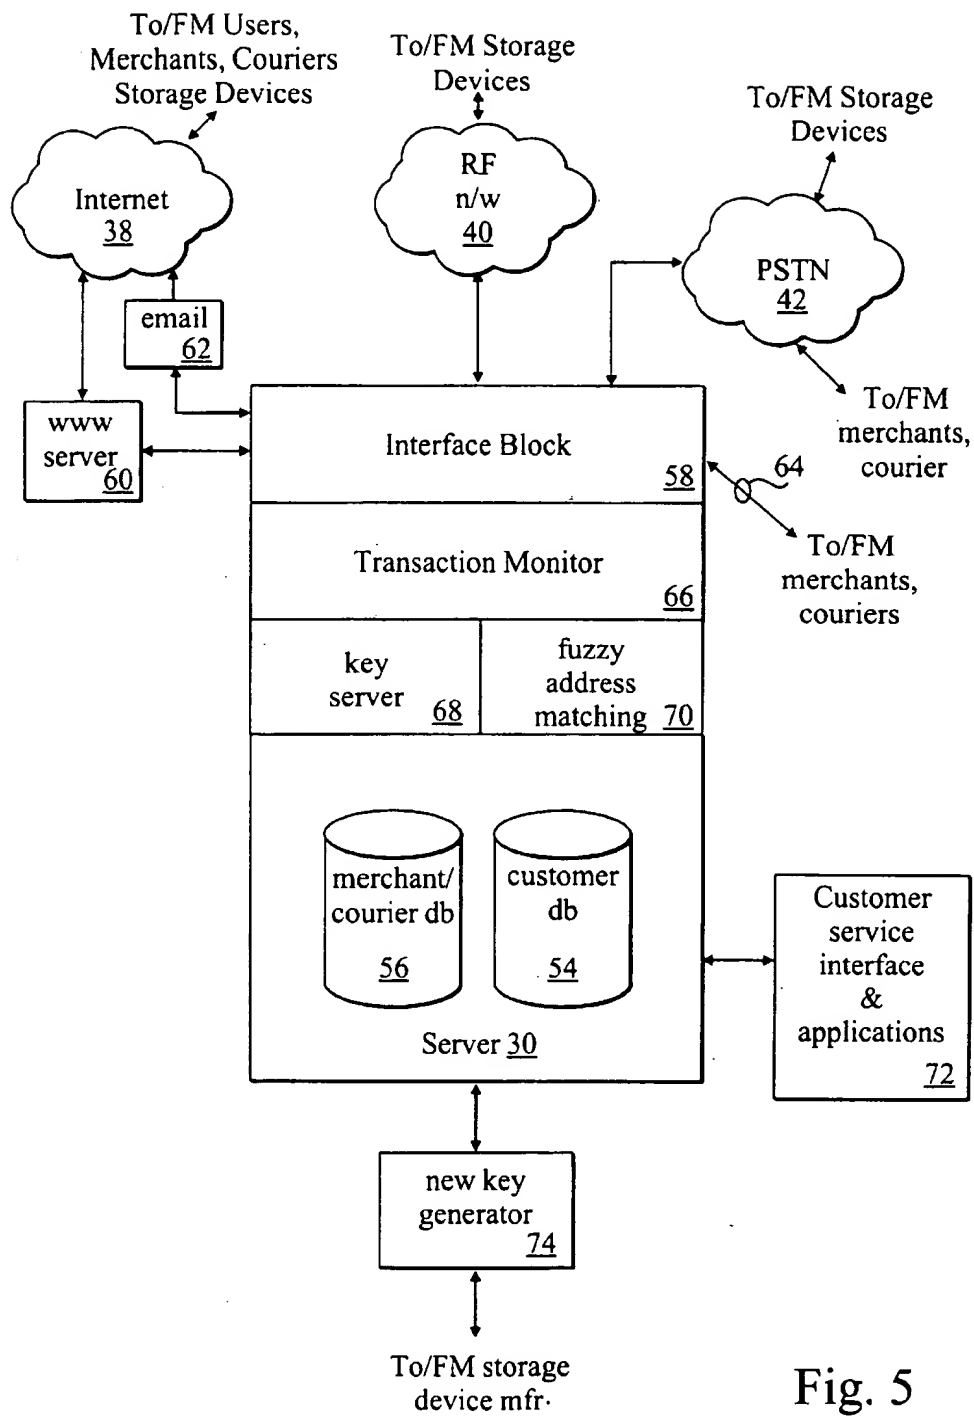 To/FM Users,
Merchants, Couriers
Storage Devices
To/FM Storage
Devices
To/FM Storage
Devices
Internet
38
RF
n/w
40
PSTN
42
email
62
www
server
60
To/FM
merchants,
courier
Interface Block
58
64
To/FM
merchants,
couriers
Transaction Monitor
66
key
server
68
fuzzy
address
matching
70
merchant/
courier db
56
customer
db
54
Server 30
Customer
service
interface
&
applications
72
new key
generator
74
To/FM storage
device mfr.
Fig. 5